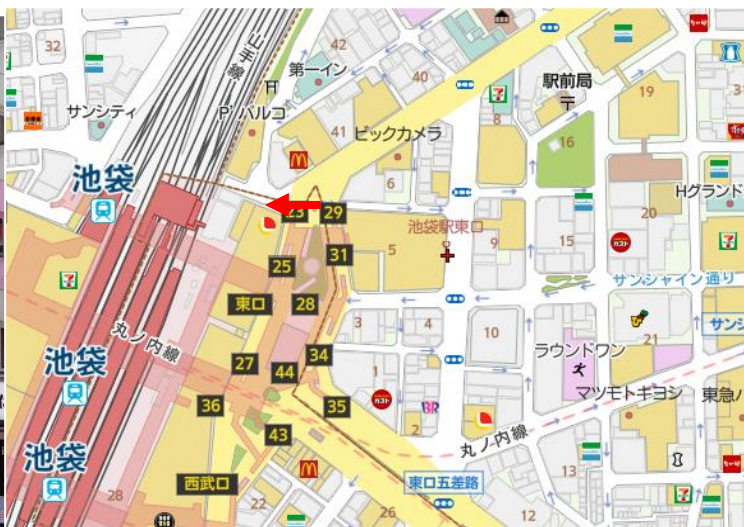 32
山手線
42
第一イン
40
駅前局
19
サンシティ
P'パルコ
41
ビックカメラ
8
16
6
Hグランド
池袋
23
29
池袋駅東口
20
25
31
5
9
15
東口
28
サンシャイン通り
丸ノ内線
3
4
10
21
サンシ
池袋
27
34
ラウンドワン
44
1
マツモトキヨシ
東急ハ
36
35
BR
2
43
丸ノ内線
池袋
西武口
東口五差路
13
28
22
26
12